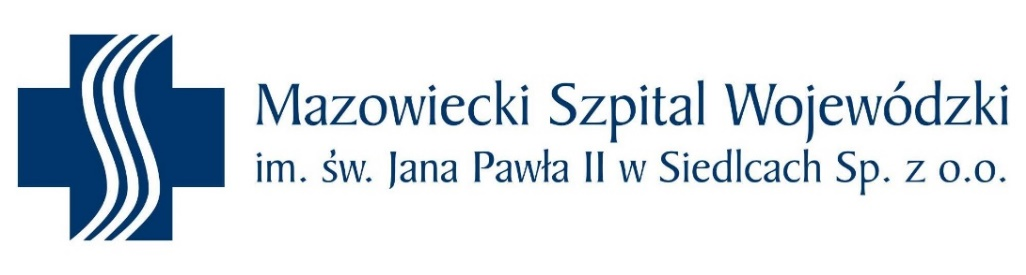 Mazowiecki Szpital Wojewódzki
im. św. Jana Pawła II w Siedlcach Sp. z o.o.